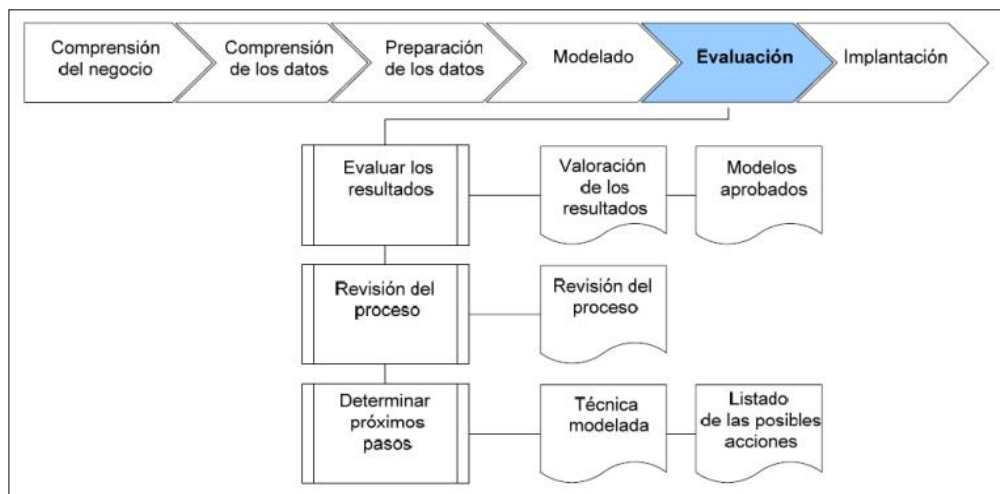 Comprensión
del negocio
Comprensión
de los datos
Preparación
de los datos
Modelado
Evaluación
Implantación
Evaluar los
resultados
Valoración
de los
resultados
Modelos
aprobados
Revisión del
proceso
Revisión del
proceso
Determinar
próximos
pasos
Técnica
modelada
Listado
de las posibles
acciones